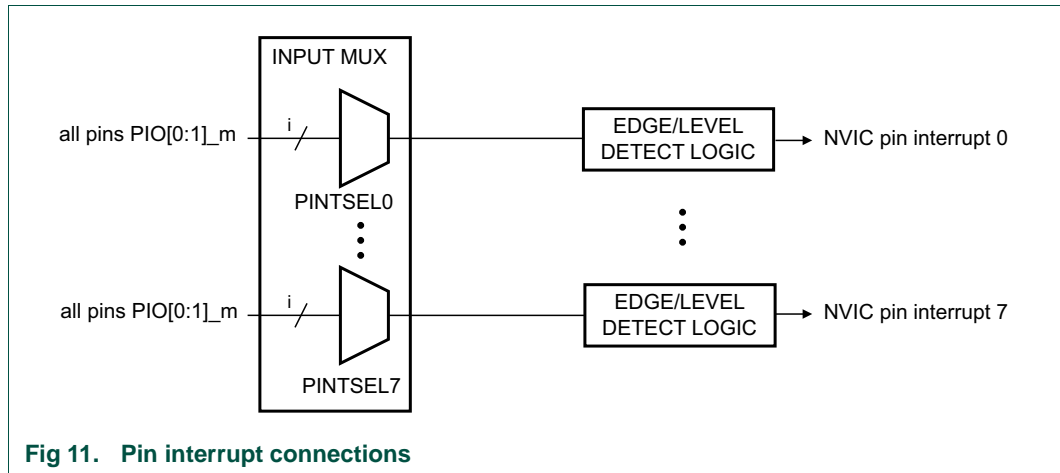 INPUT MUX
all pins PIO[0:1]_m
i
EDGE/LEVEL
DETECT LOGIC
NVIC pin interrupt 0
PINTSEL0
all pins PIO[0:1]_m
i
EDGE/LEVEL
DETECT LOGIC
NVIC pin interrupt 7
PINTSEL7
Fig 11. Pin interrupt connections